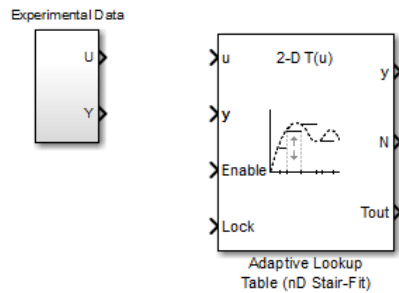 Experimental Data
U
Y
u
2-D T(u)
y
y
N
Enable
Tout
Lock
Adaptive Lookup
Table (nD Stair-Fit)